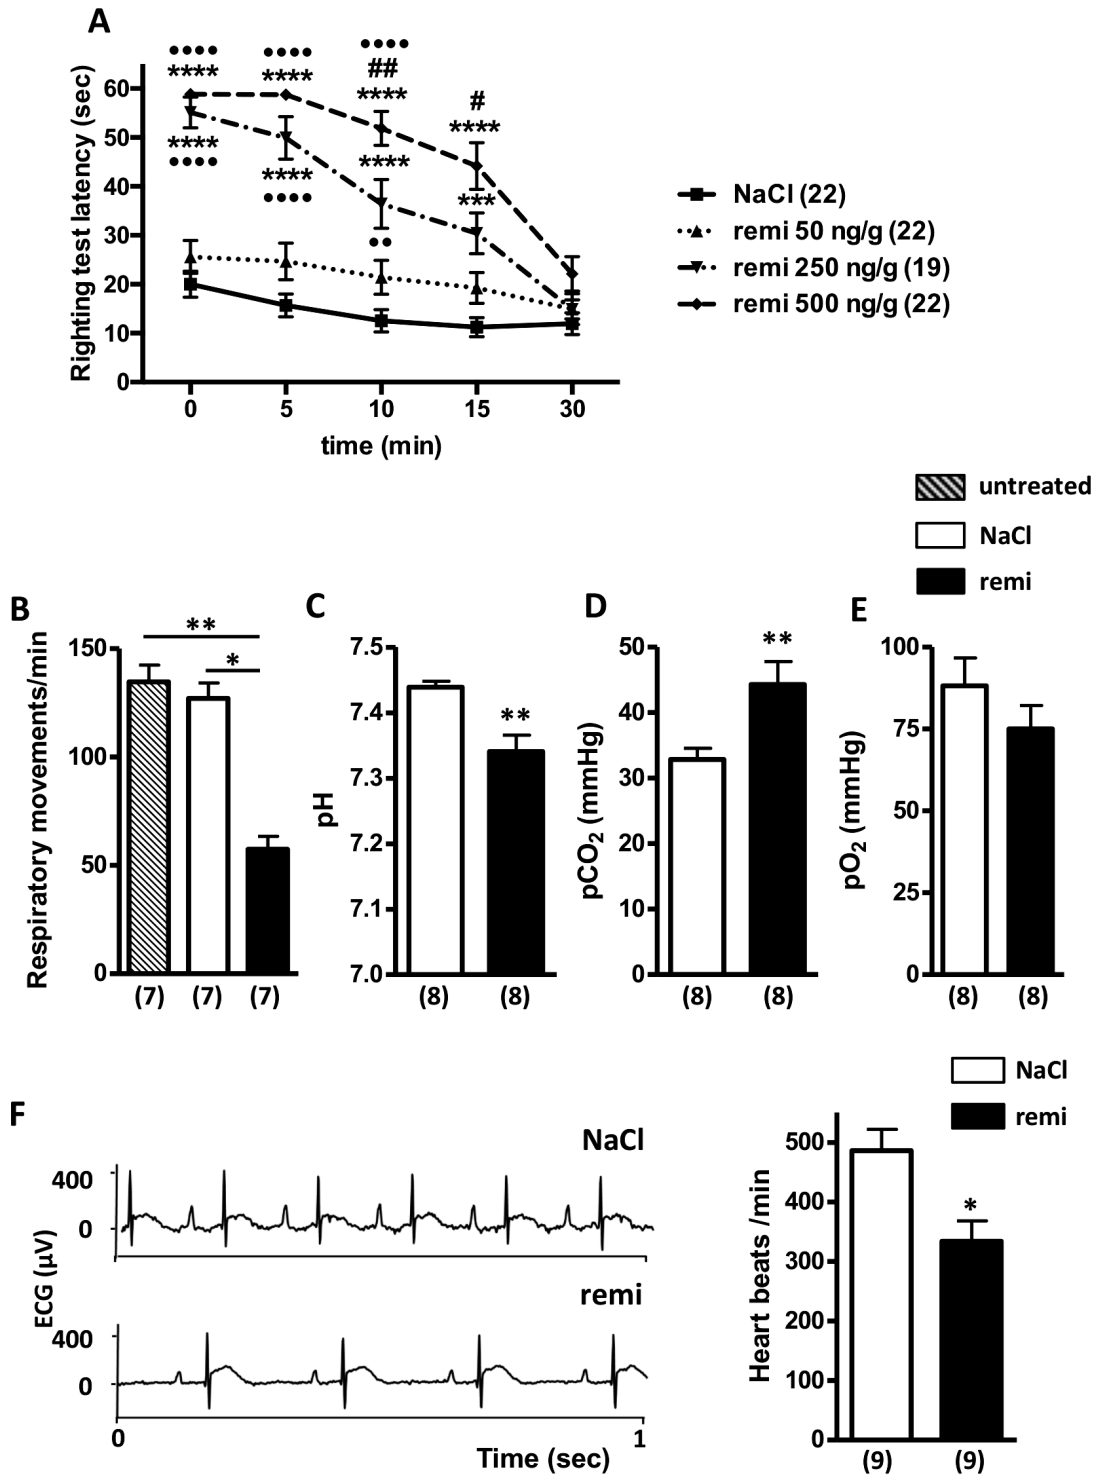 A
•••• •••• ••••
**** **** ## #
**** ****
**** •••• **** •••• **** ***
••
Righting test latency (sec)
60
50
40
30
20
10
0
0 5 10 15 30
time (min)
NaCl (22)
remi 50 ng/g (22)
remi 250 ng/g (19)
remi 500 ng/g (22)
untreated
NaCl
remi
B
Respiratory movements/min
150
100
50
0
**
*
(7) (7) (7)
C
pH
7.5
7.4
7.3
7.2
7.1
7.0
**
(8) (8)
D
pCO2 (mmHg)
50
40
30
20
10
0
**
(8) (8)
E
pO2 (mmHg)
100
75
50
25
0
(8) (8)
F
ECG (µV)
NaCl
400
0
remi
400
0
0 1
Time (sec)
NaCl
remi
Heart beats /min
500
400
300
200
100
0
*
(9) (9)